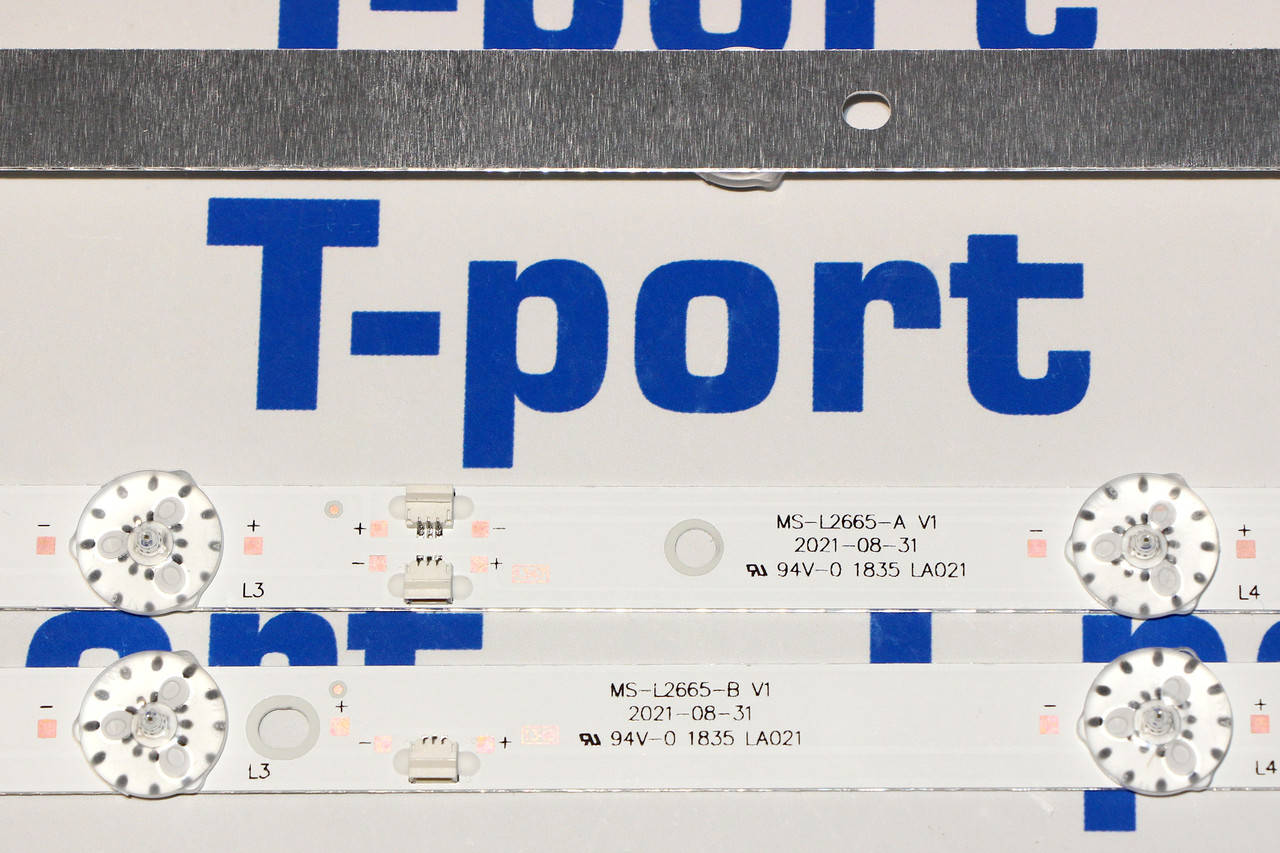 T-port
T-port
- + + - MS-L2665-A V1 - +
2021-08-31
- + 94V-0 1835 LA021
L3 L4
- + MS-L2665-B V1 - +
2021-08-31
- + 94V-0 1835 LA021
L3 L4